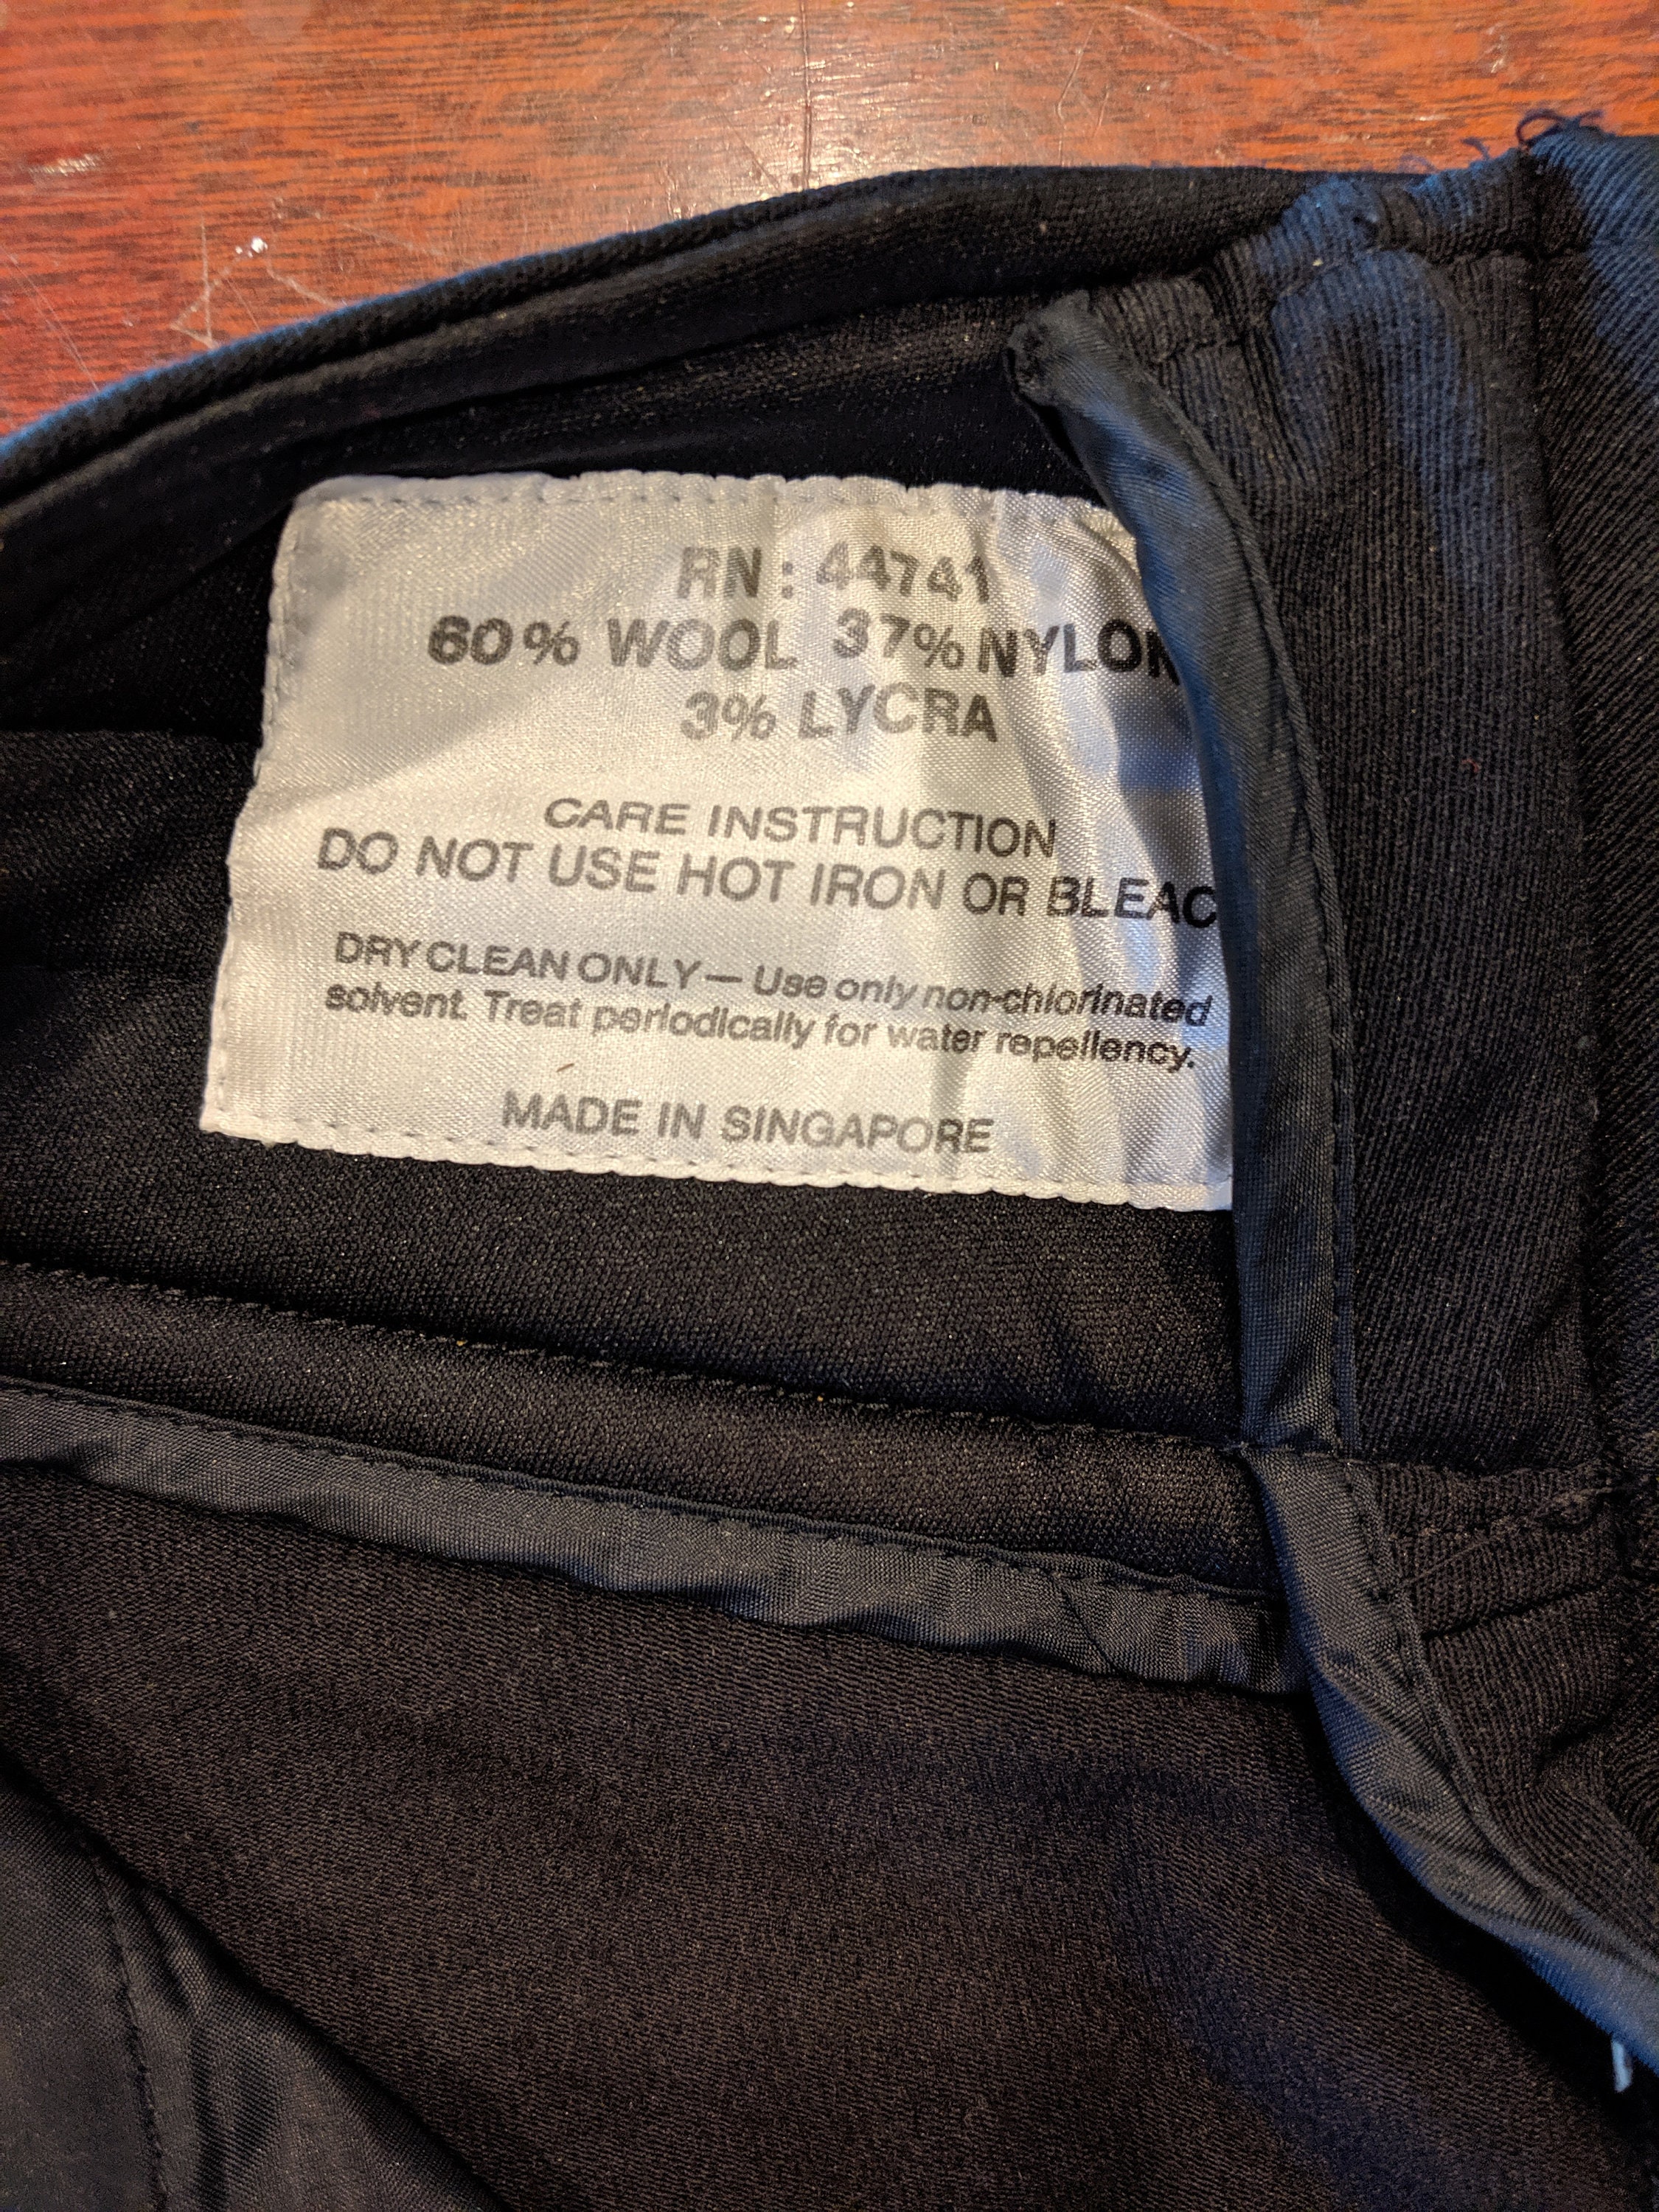 RN: 44741
60% WOOL 37% NYLON
3% LYCRA
CARE INSTRUCTION
DO NOT USE HOT IRON OR BLEAC
DRY CLEAN ONLY — Use only non-chlorinated
solvent. Treat periodically for water repellency.
MADE IN SINGAPORE